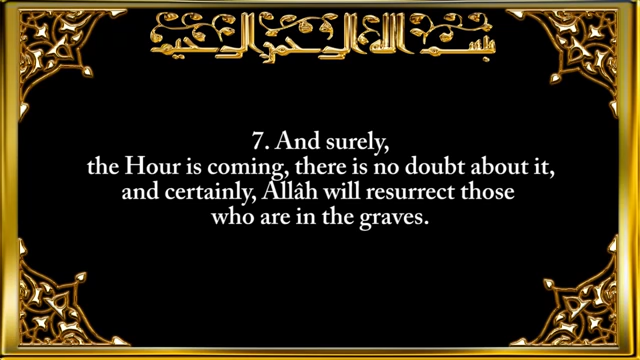 بسم الله الرحمن الرحيم
7. And surely,
the Hour is coming, there is no doubt about it,
and certainly, Allâh will resurrect those
who are in the graves.